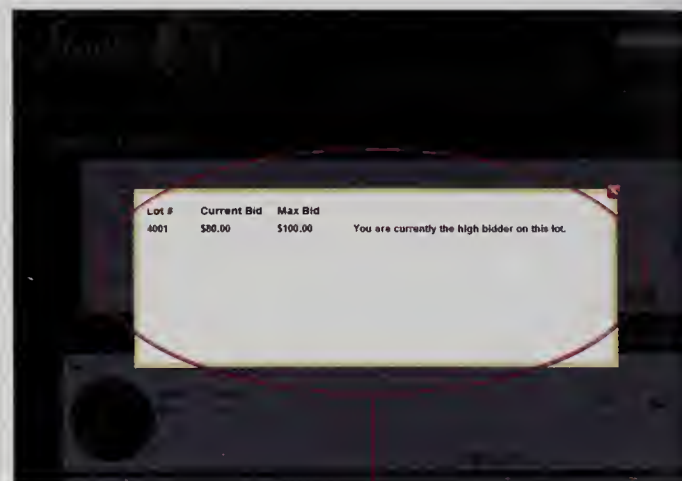 Lot # Current Bid Max Bid
4001 $80.00 $100.00 You are currently the high bidder on this lot.